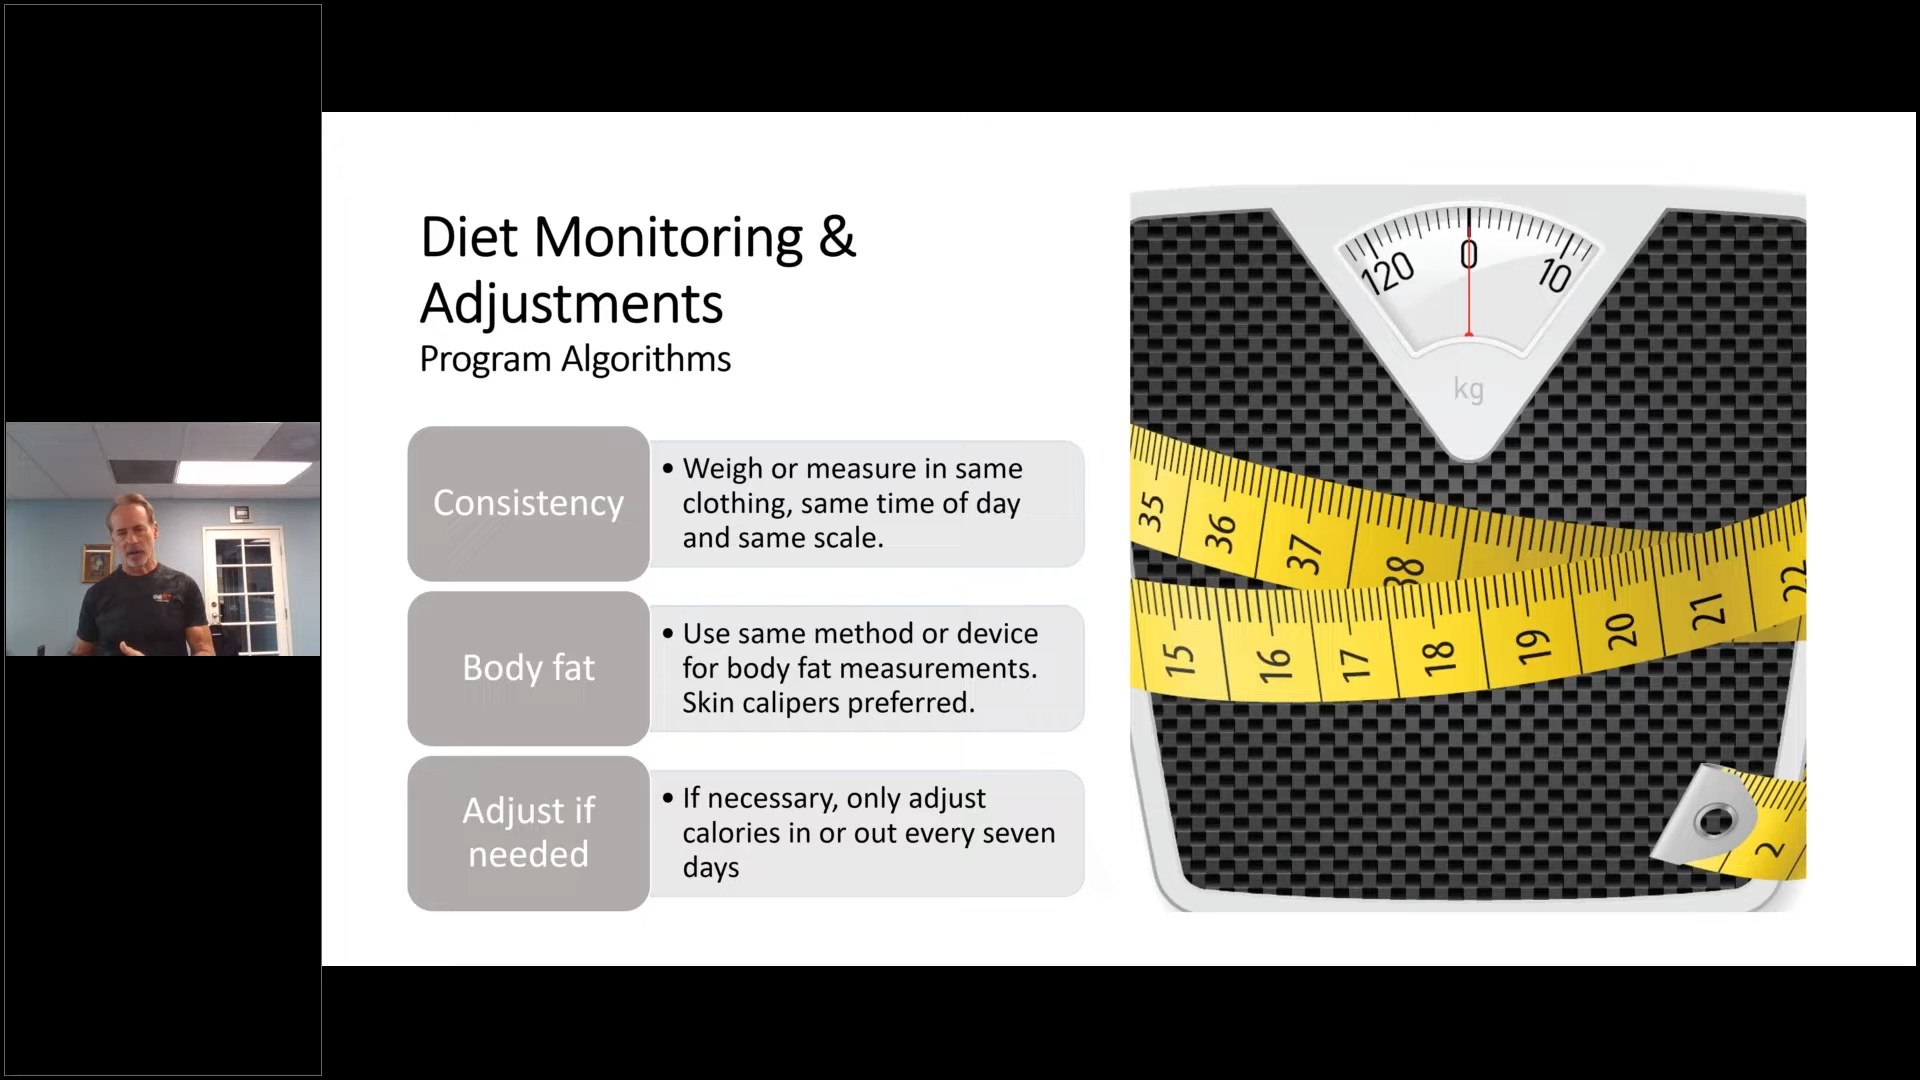 Diet Monitoring &
Adjustments
Program Algorithms
Consistency
• Weigh or measure in same
clothing, same time of day
and same scale.
Body fat
• Use same method or device
for body fat measurements.
Skin calipers preferred.
Adjust if
needed
• If necessary, only adjust
calories in or out every seven
days
120 0 10
kg
35 36 37 38
15 16 17 18 19 20 21 22
2